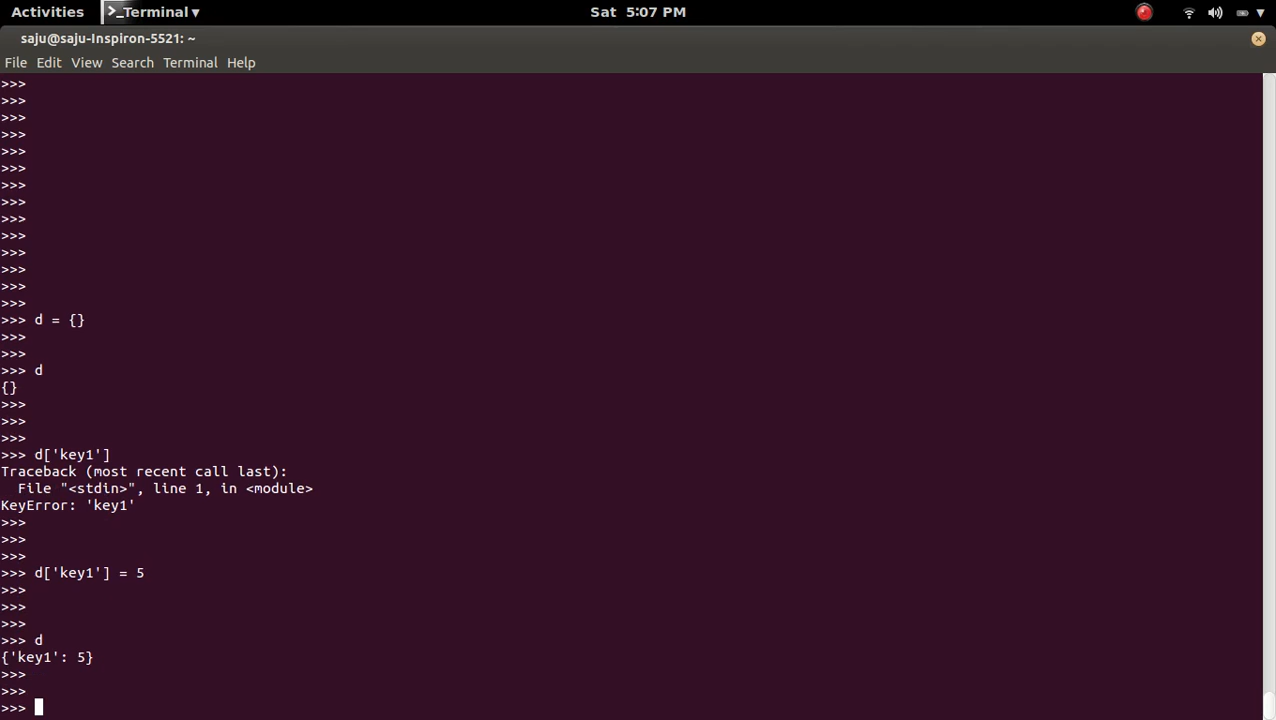 Activities >_Terminal ▾ Sat 5:07 PM
saju@saju-Inspiron-5521: ~
File Edit View Search Terminal Help
>>>
>>>
>>>
>>>
>>>
>>>
>>>
>>>
>>>
>>>
>>>
>>>
>>>
>>>
>>> d = {}
>>>
>>>
>>> d
{}
>>>
>>>
>>>
>>> d['key1']
Traceback (most recent call last):
  File "<stdin>", line 1, in <module>
KeyError: 'key1'
>>>
>>>
>>>
>>> d['key1'] = 5
>>>
>>>
>>>
>>> d
{'key1': 5}
>>>
>>>
>>>